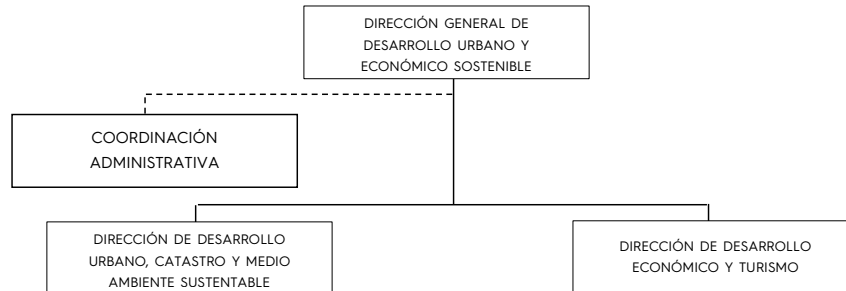 DIRECCIÓN GENERAL DE
DESARROLLO URBANO Y
ECONÓMICO SOSTENIBLE
COORDINACIÓN
ADMINISTRATIVA
DIRECCIÓN DE DESARROLLO
URBANO, CATASTRO Y MEDIO
AMBIENTE SUSTENTABLE
DIRECCIÓN DE DESARROLLO
ECONÓMICO Y TURISMO